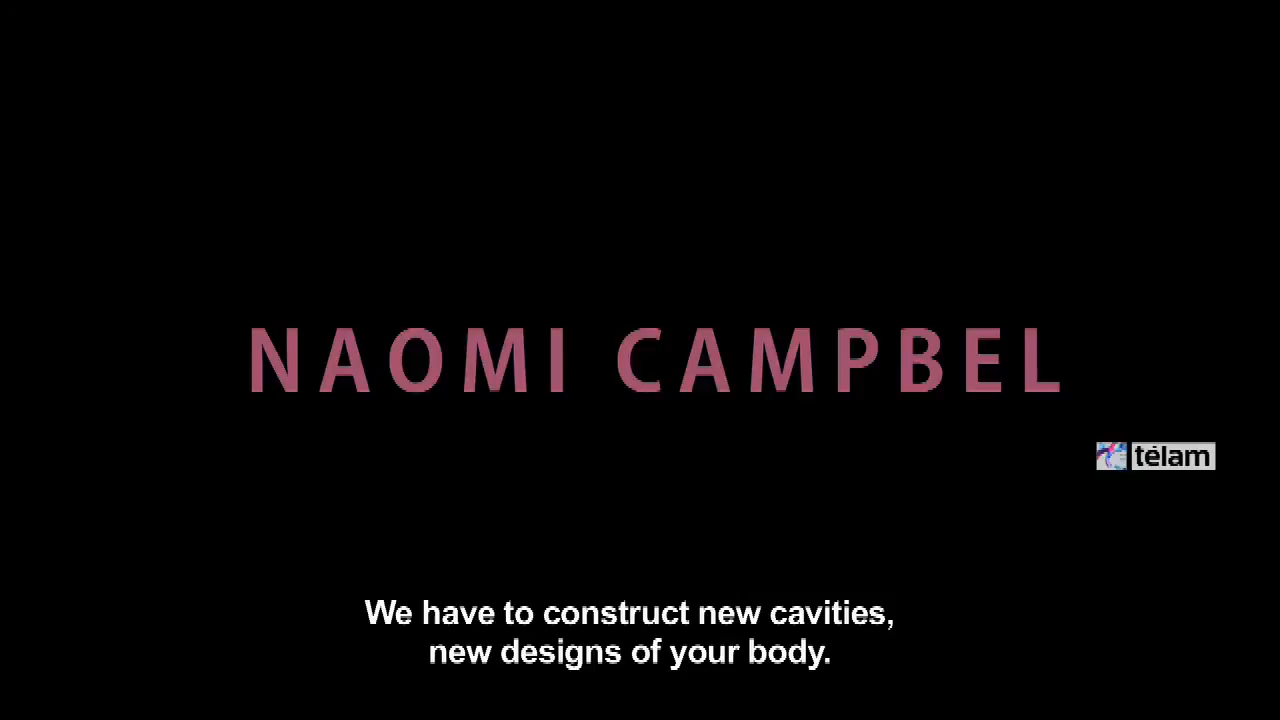 NAOMI CAMPBEL
télam
We have to construct new cavities,
new designs of your body.